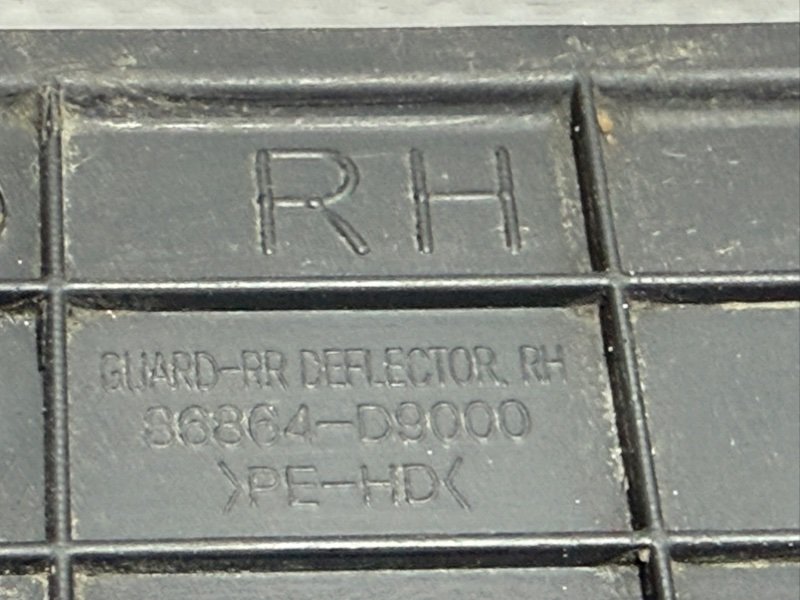 RH
GUARD-RR DEFLECTOR, RH
86864-D9000
>PE-HD<